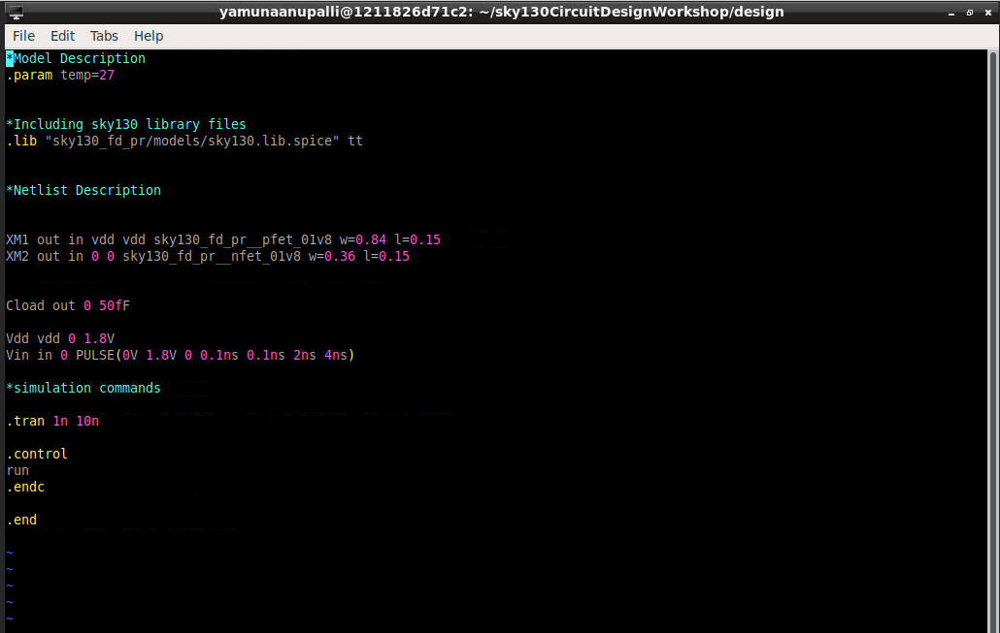 yamunaanupalli@1211826d71c2: ~/sky130CircuitDesignWorkshop/design
File Edit Tabs Help
*Model Description
.param temp=27
*Including sky130 library files
.lib "sky130_fd_pr/models/sky130.lib.spice" tt
*Netlist Description
XM1 out in vdd vdd sky130_fd_pr__pfet_01v8 w=0.84 l=0.15
XM2 out in 0 0 sky130_fd_pr__nfet_01v8 w=0.36 l=0.15
Cload out 0 50fF
Vdd vdd 0 1.8V
Vin in 0 PULSE(0V 1.8V 0 0.1ns 0.1ns 2ns 4ns)
*simulation commands
.tran 1n 10n
.control
run
.endc
.end
~
~
~
~
~